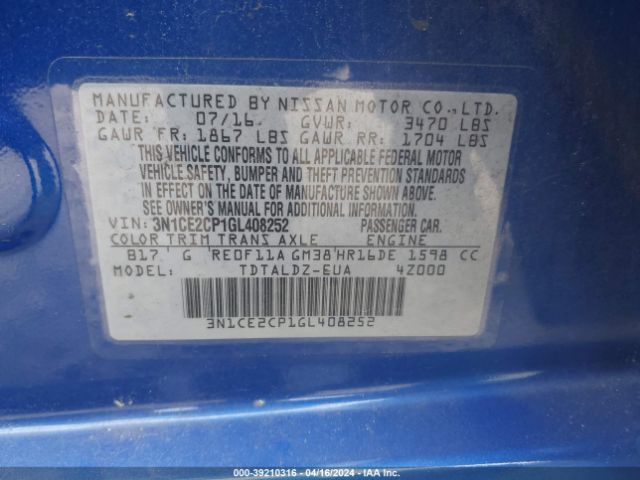 MANUFACTURED BY NISSAN MOTOR CO.,LTD.
DATE: 07/16 GVWR: 3470 LBS
GAWR FR: 1867 LBS GAWR RR: 1704 LBS
THIS VEHICLE CONFORMS TO ALL APPLICABLE FEDERAL MOTOR
VEHICLE SAFETY, BUMPER AND THEFT PREVENTION STANDARDS
IN EFFECT ON THE DATE OF MANUFACTURE SHOWN ABOVE.
SEE OWNER'S MANUAL FOR ADDITIONAL INFORMATION.
VIN: 3N1CE2CP1GL408252 PASSENGER CAR.
COLOR TRIM TRANS AXLE ENGINE
B17 G RE0F11A GM38 HR16DE 1598 CC
MODEL: TDTALDZ-EUA 4Z000
3N1CE2CP1GL408252
000-39210316 | 04/16/2024 - IAA Inc.